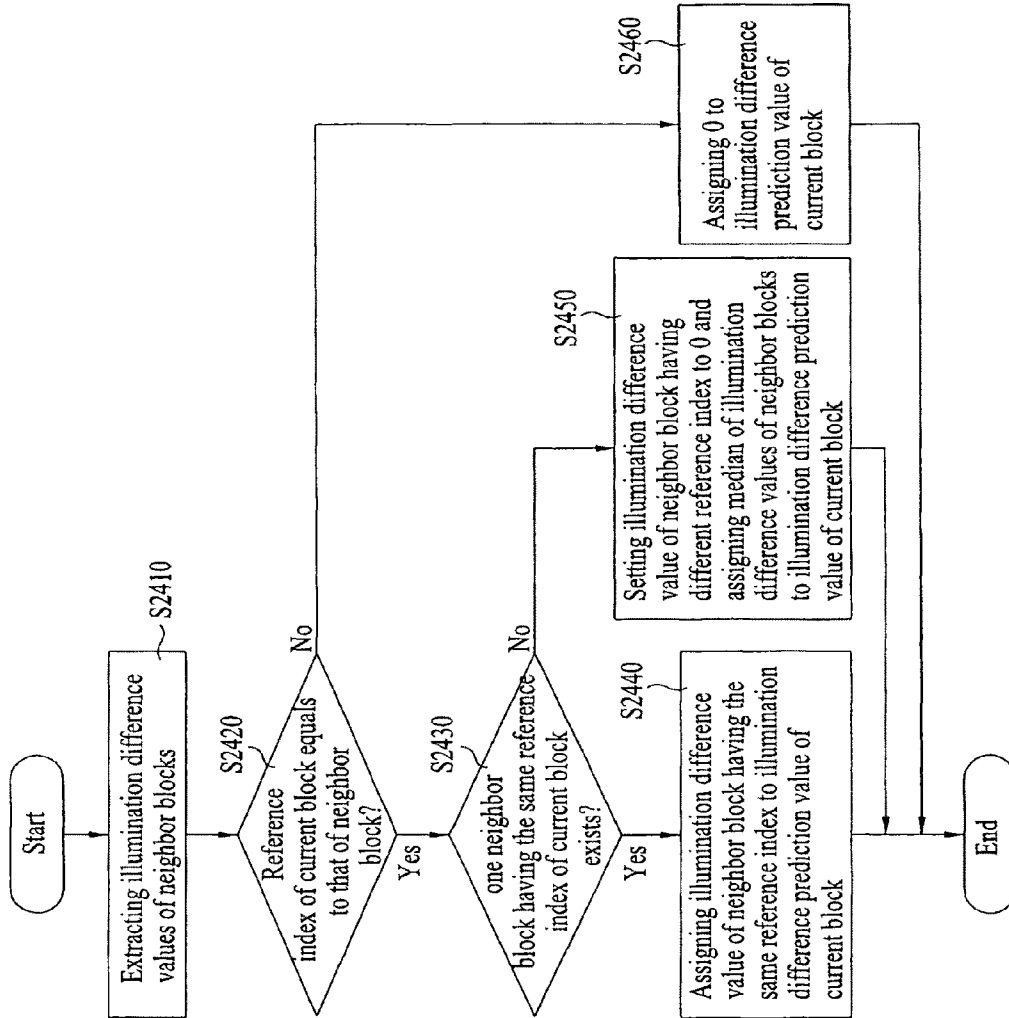 Start
Extracting illumination difference
values of neighbor blocks
S2410
Reference
index of current block equals
to that of neighbor
block?
S2420
No
Yes
one neighbor
block having the same reference
index of current block
exists?
S2430
No
Yes
Assigning illumination difference
value of neighbor block having the
same reference index to illumination
difference prediction value of
current block
S2440
Setting illumination difference
value of neighbor block having
different reference index to 0 and
assigning median of illumination
difference values of neighbor blocks
to illumination difference prediction
value of current block
S2450
Assigning 0 to
illumination difference
prediction value of
current block
S2460
End